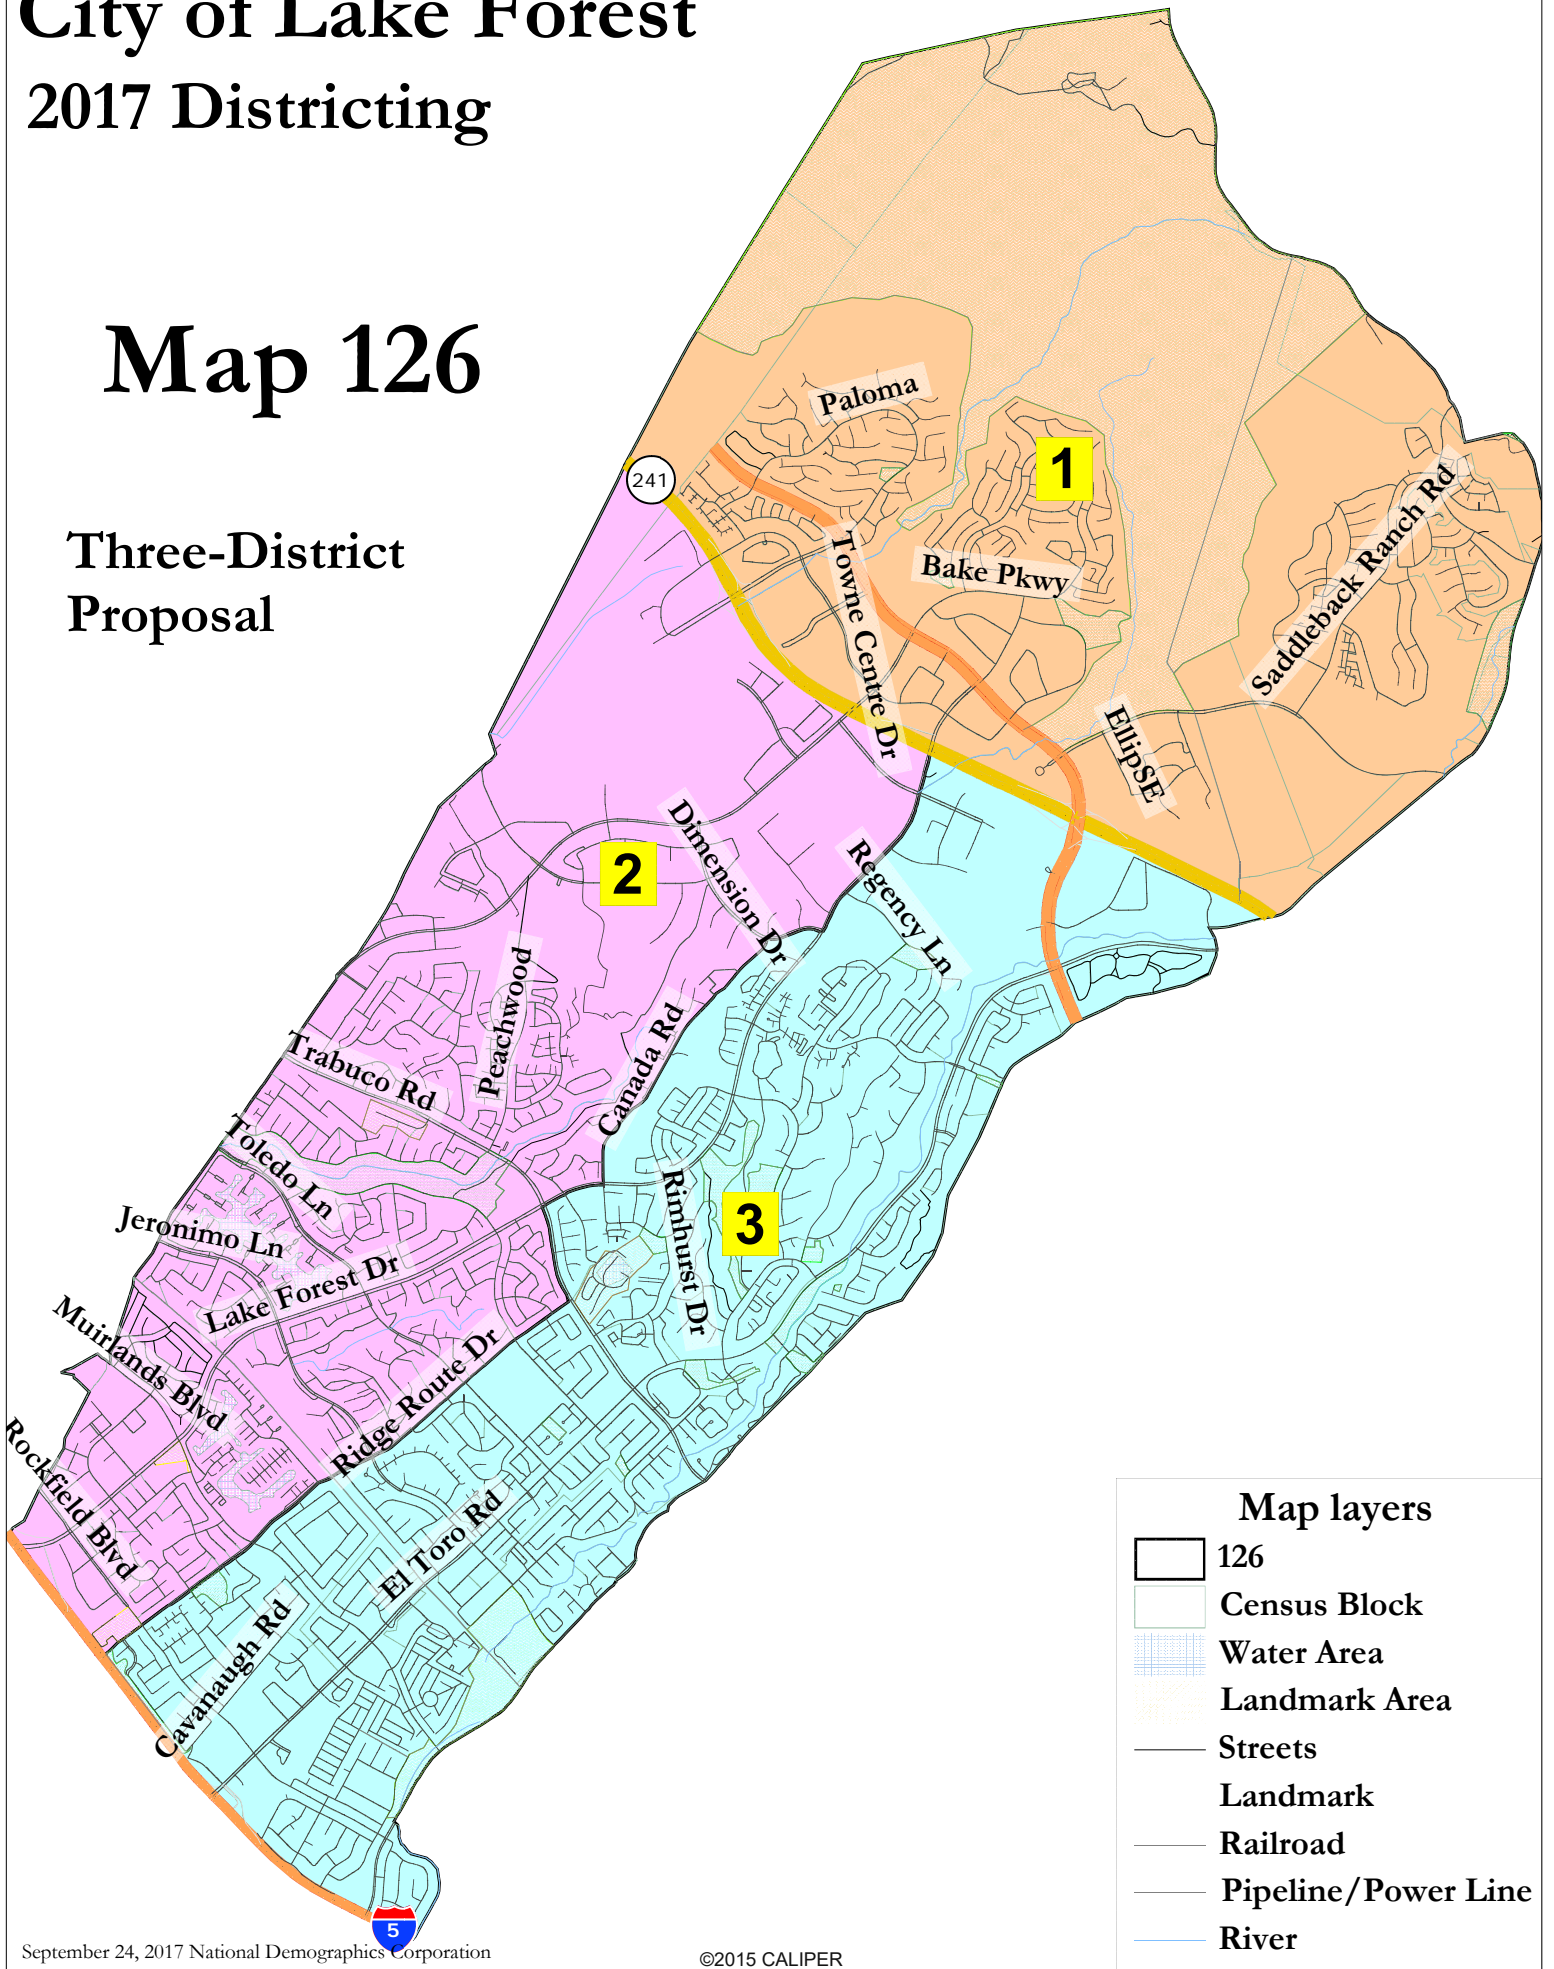 City of Lake Forest
2017 Districting
Map 126
Three-District
Proposal
Paloma
241
1
Towne Centre Dr
Bake Pkwy
Saddleback Ranch Rd
EllipSE
Dimension Dr
Regency Ln
2
Peachwood
Canada Rd
Trabuco Rd
Toledo Ln
Jeronimo Ln
Lake Forest Dr
Rimhurst Dr
3
Muirlands Blvd
Ridge Route Dr
Rockfield Blvd
El Toro Rd
Cavanaugh Rd
5
Map layers
126
Census Block
Water Area
Landmark Area
Streets
Landmark
Railroad
Pipeline/Power Line
River
September 24, 2017 National Demographics Corporation
©2015 CALIPER